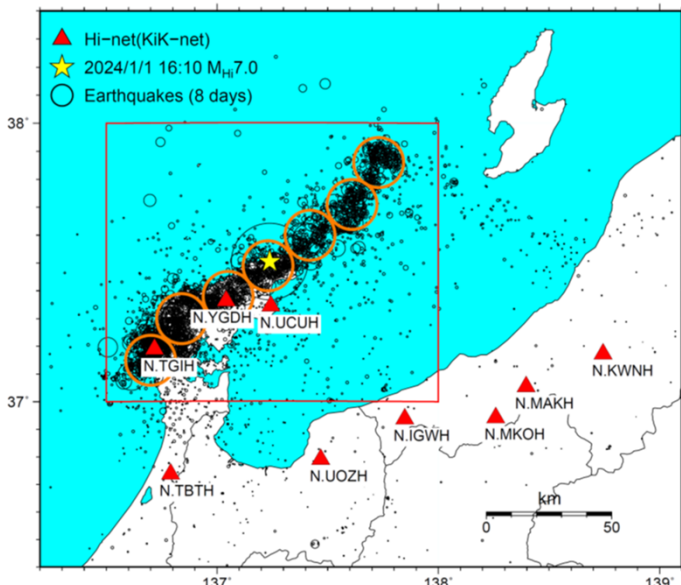 Hi−net(KiK−net)
2024/1/1 16:10 MHi7.0
Earthquakes (8 days)
38˚
N.YGDH
N.UCUH
N.TGIH
N.KWNH
N.MAKH
37˚
N.IGWH
N.MKOH
N.UOZH
N.TBTH
km
0
50
137˚
138˚
139˚